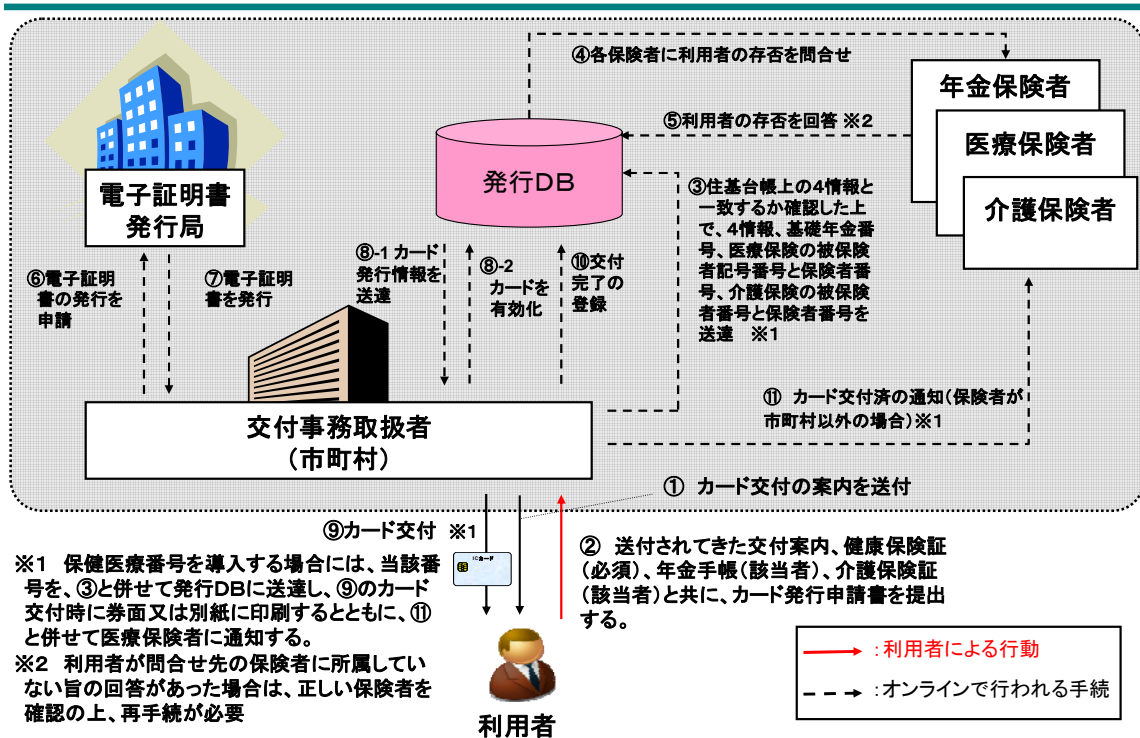 ④各保険者に利用者の存否を問合せ
年金保険者
⑤利用者の存否を回答 ※2
医療保険者
介護保険者
発行DB
電子証明書
発行局
③住基台帳上の4情報と
一致するか確認した上
で、4情報、基礎年金番
号、医療保険の被保険
者記号番号と保険者番
号、介護保険の被保険
者番号と保険者番号を
送達 ※1
⑥電子証明
書の発行を
申請
⑦電子証明
書を発行
⑧-1 カード
発行情報を
送達
⑧-2
カードを
有効化
⑩交付
完了の
登録
⑪ カード交付済の通知(保険者が
市町村以外の場合)※1
交付事務取扱者
(市町村)
① カード交付の案内を送付
⑨カード交付 ※1
ICカード
② 送付されてきた交付案内、健康保険証
(必須)、年金手帳(該当者)、介護保険証
(該当者)と共に、カード発行申請書を提出
する。
※1 保健医療番号を導入する場合には、当該番
号を、③と併せて発行DBに送達し、⑨のカード
交付時に券面又は別紙に印刷するとともに、⑪
と併せて医療保険者に通知する。
※2 利用者が問合せ先の保険者に所属してい
ない旨の回答があった場合は、正しい保険者を
確認の上、再手続が必要
利用者
:利用者による行動
:オンラインで行われる手続